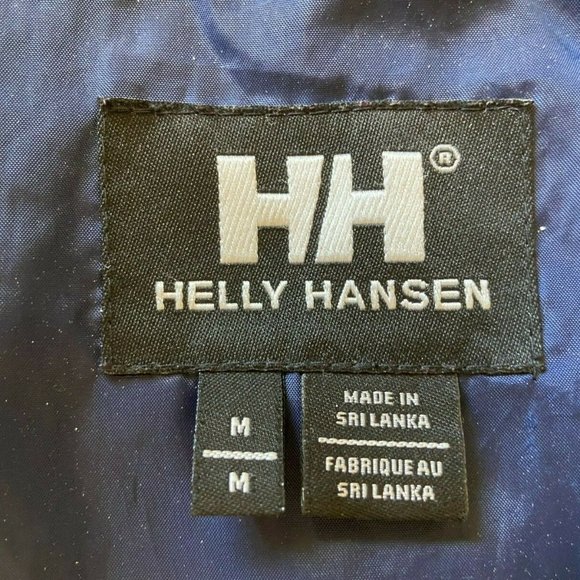 HH®
HELLY HANSEN
M
M
MADE IN
SRI LANKA
FABRIQUE AU
SRI LANKA